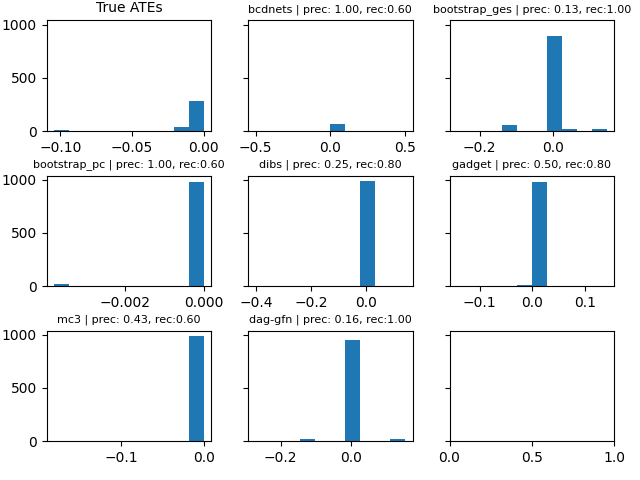 True ATEs
bcdnets | prec: 1.00, rec:0.60
bootstrap_ges | prec: 0.13, rec:1.00
1000
500
0
−0.10 −0.05 0.00
−0.5 0.0 0.5
−0.2 0.0
bootstrap_pc | prec: 1.00, rec:0.60
dibs | prec: 0.25, rec:0.80
gadget | prec: 0.50, rec:0.80
1000
500
0
−0.002 0.000
−0.4 −0.2 0.0
−0.1 0.0 0.1
mc3 | prec: 0.43, rec:0.60
dag-gfn | prec: 0.16, rec:1.00
1000
500
0
−0.1 0.0
−0.2 0.0
0.0 0.5 1.0